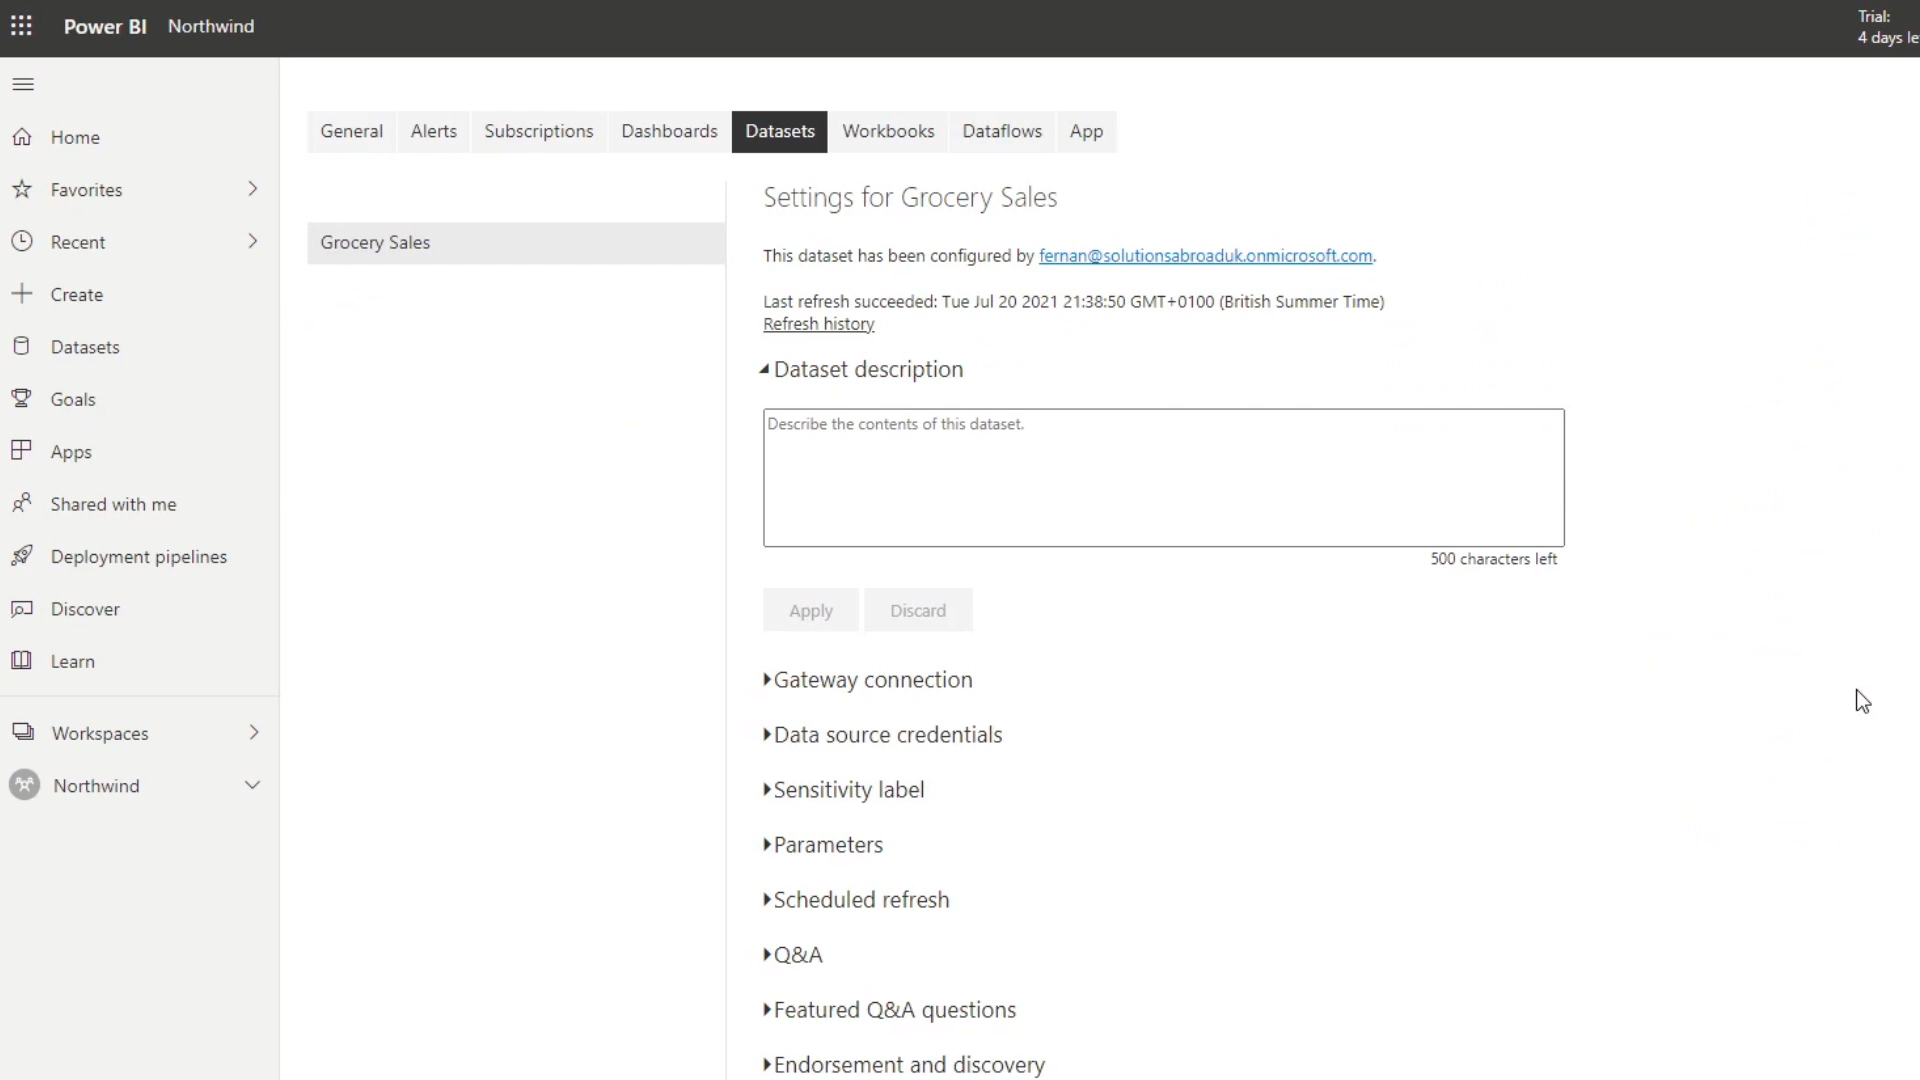 Power BI Northwind
Trial:
4 days le
Home
Favorites
Recent
Create
Datasets
Goals
Apps
Shared with me
Deployment pipelines
Discover
Learn
Workspaces
Northwind
General Alerts Subscriptions Dashboards Datasets Workbooks Dataflows App
Grocery Sales
Settings for Grocery Sales
This dataset has been configured by fernan@solutionsabroaduk.onmicrosoft.com.
Last refresh succeeded: Tue Jul 20 2021 21:38:50 GMT+0100 (British Summer Time)
Refresh history
Dataset description
Describe the contents of this dataset.
500 characters left
Apply Discard
Gateway connection
Data source credentials
Sensitivity label
Parameters
Scheduled refresh
Q&A
Featured Q&A questions
Endorsement and discovery